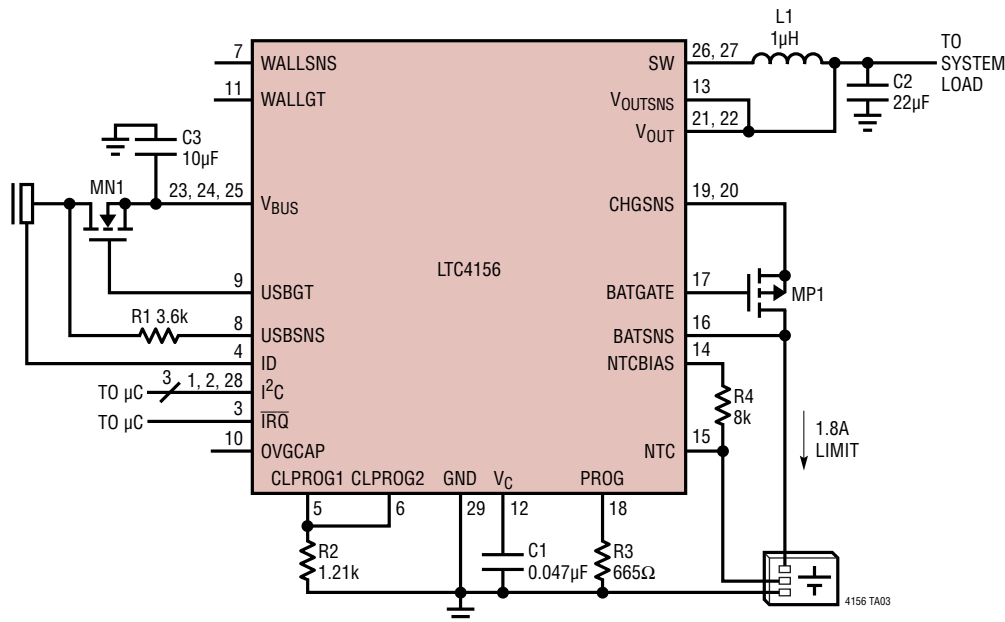 L1
1µH
TO
SYSTEM
LOAD
7
WALLSNS
SW
26, 27
11
WALLGT
VOUTSNS
13
C2
22µF
VOUT
21, 22
C3
10µF
MN1
23, 24, 25
VBUS
CHGSNS
19, 20
LTC4156
9
USBGT
BATGATE
17
MP1
R1 3.6k
8
USBSNS
BATSNS
16
4
ID
NTCBIAS
14
TO µC
3
1, 2, 28
I2C
R4
8k
TO µC
3
IRQ
1.8A
LIMIT
10
OVGCAP
NTC
15
CLPROG1 CLPROG2 GND VC PROG
5 6 29 12 18
R2
1.21k
C1
0.047µF
R3
665Ω
4156 TA03